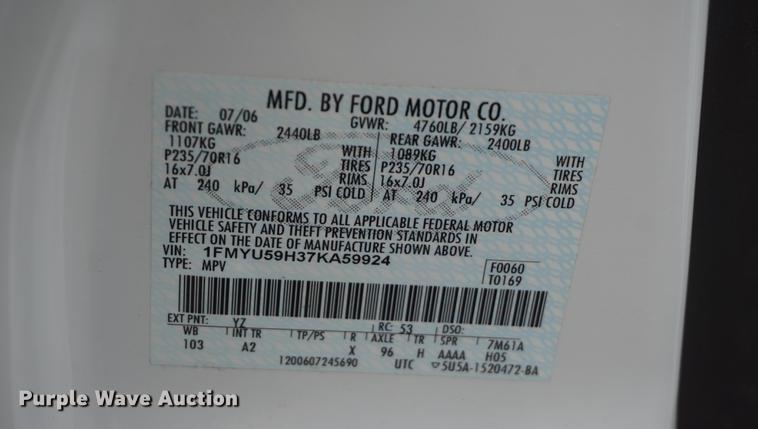 MFD. BY FORD MOTOR CO.
DATE: 07/06 GVWR: 4760LB/ 2159KG
FRONT GAWR: 2440LB REAR GAWR: 2400LB
1107KG WITH 1089KG WITH
P235/70R16 TIRES P235/70R16 TIRES
16x7.0J RIMS 16x7.0J RIMS
AT 240 kPa/ 35 PSI COLD AT 240 kPa/ 35 PSI COLD
Ford
THIS VEHICLE CONFORMS TO ALL APPLICABLE FEDERAL MOTOR
VEHICLE SAFETY AND THEFT PREVENTION STANDARDS IN
EFFECT ON THE DATE OF MANUFACTURE SHOWN ABOVE.
VIN: 1FMYU59H37KA59924
TYPE: MPV
F0060
T0169
EXT PNT: YZ RC: 53 DSO:
WB INT TR TP/PS R AXLE TR SPR 7M61A
103 A2 X 96 H AAAA H05
1200607245690 UTC ▽5U5A-1520472-BA
Purple Wave Auction